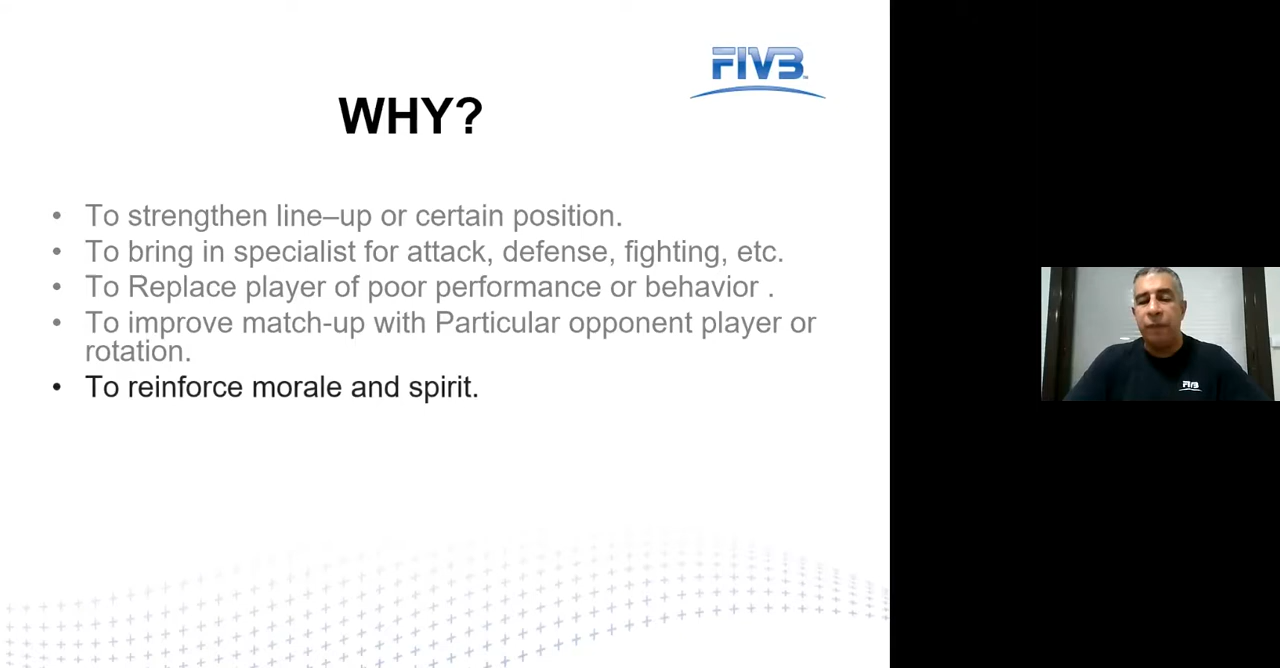 FIVB
WHY?
• To strengthen line–up or certain position.
• To bring in specialist for attack, defense, fighting, etc.
• To Replace player of poor performance or behavior .
• To improve match-up with Particular opponent player or
rotation.
• To reinforce morale and spirit.
FIVB